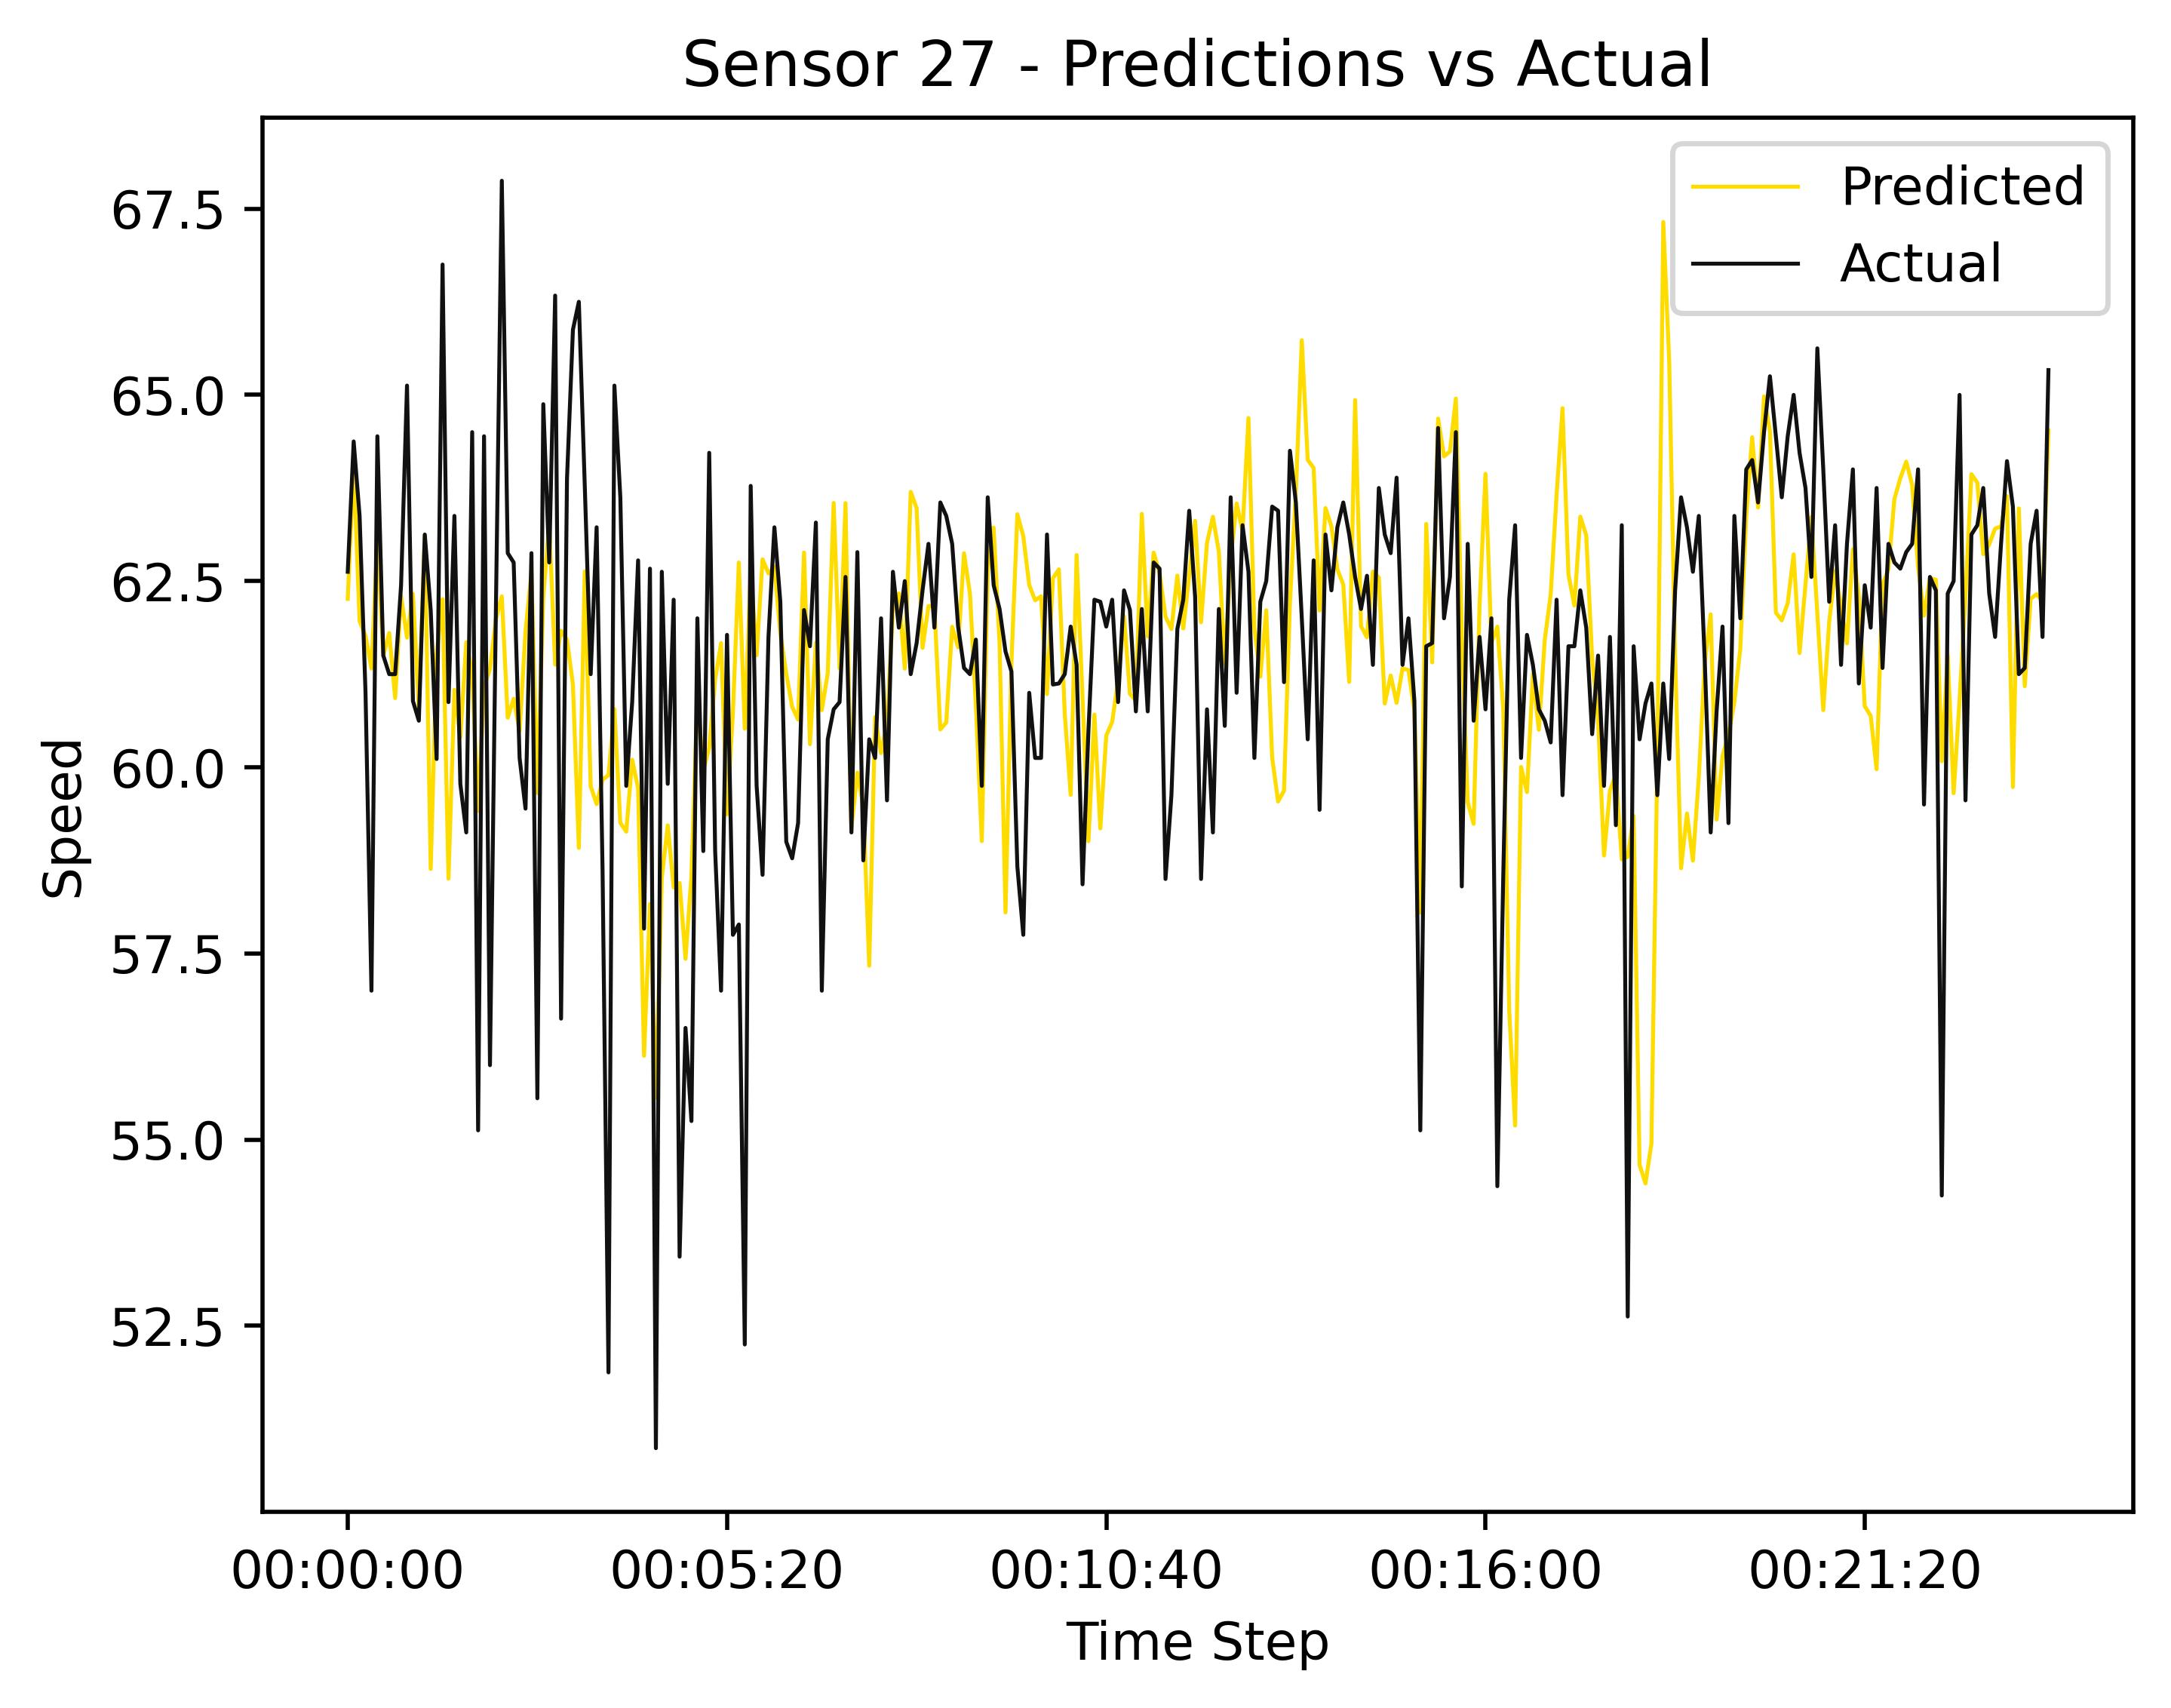 Sensor 27 - Predictions vs Actual
Predicted
Actual
67.5
65.0
62.5
60.0
57.5
55.0
52.5
Speed
00:00:00 00:05:20 00:10:40 00:16:00 00:21:20
Time Step